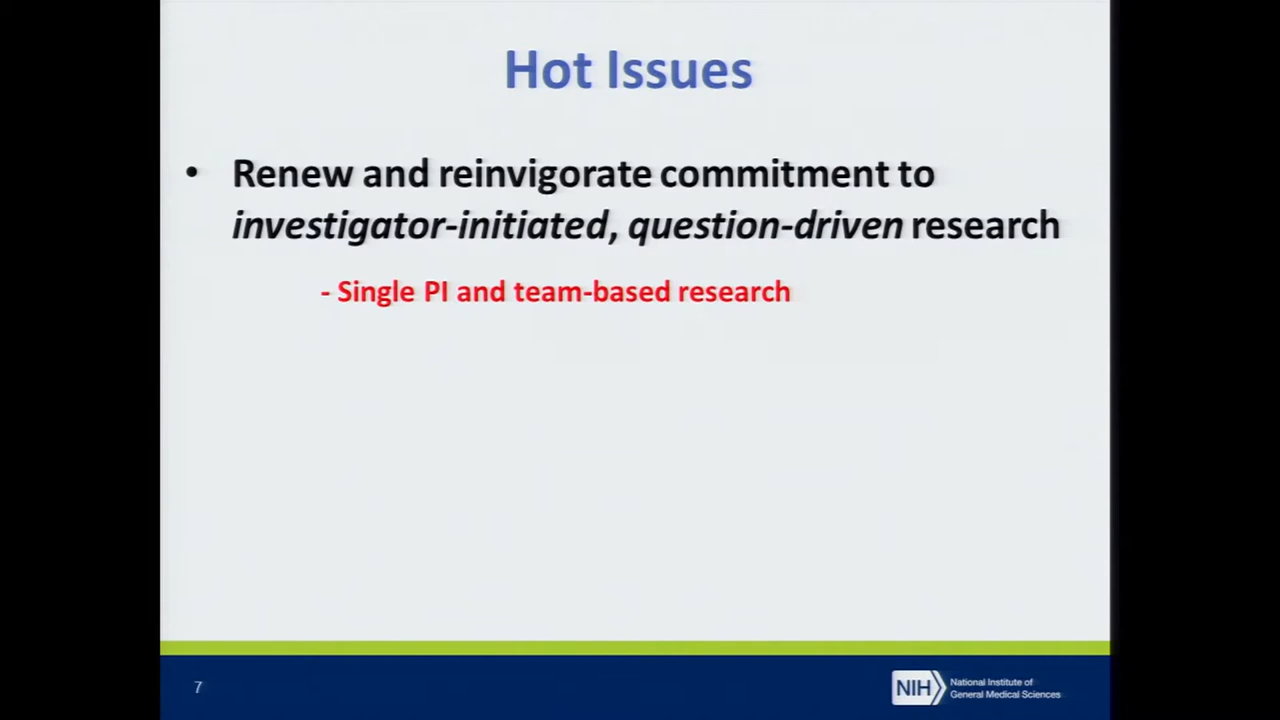 Hot Issues
• Renew and reinvigorate commitment to
investigator-initiated, question-driven research
- Single PI and team-based research
7
NIH
National Institute of
General Medical Sciences